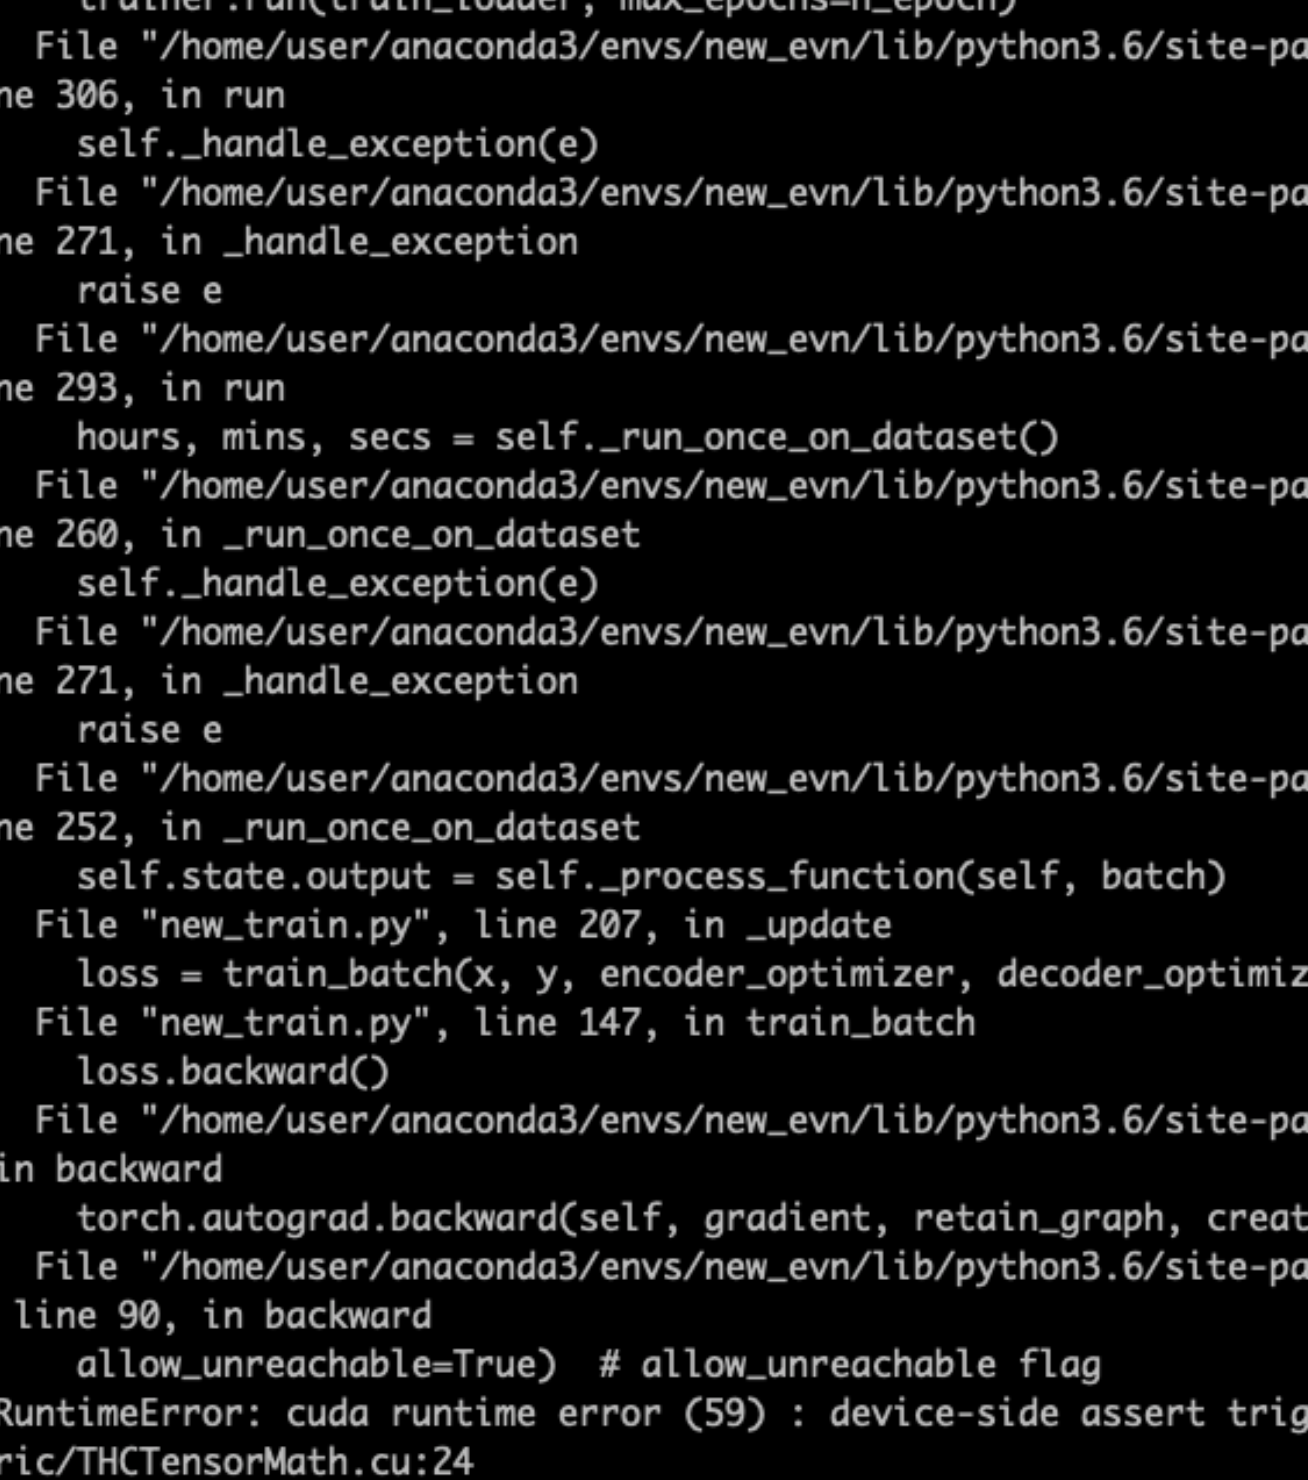 trainer.run(train_loader, max_epochs=n_epoch)
File "/home/user/anaconda3/envs/new_evn/lib/python3.6/site-pa
ne 306, in run
self._handle_exception(e)
File "/home/user/anaconda3/envs/new_evn/lib/python3.6/site-pa
ne 271, in _handle_exception
raise e
File "/home/user/anaconda3/envs/new_evn/lib/python3.6/site-pa
ne 293, in run
hours, mins, secs = self._run_once_on_dataset()
File "/home/user/anaconda3/envs/new_evn/lib/python3.6/site-pa
ne 260, in _run_once_on_dataset
self._handle_exception(e)
File "/home/user/anaconda3/envs/new_evn/lib/python3.6/site-pa
ne 271, in _handle_exception
raise e
File "/home/user/anaconda3/envs/new_evn/lib/python3.6/site-pa
ne 252, in _run_once_on_dataset
self.state.output = self._process_function(self, batch)
File "new_train.py", line 207, in _update
loss = train_batch(x, y, encoder_optimizer, decoder_optimiz
File "new_train.py", line 147, in train_batch
loss.backward()
File "/home/user/anaconda3/envs/new_evn/lib/python3.6/site-pa
in backward
torch.autograd.backward(self, gradient, retain_graph, creat
File "/home/user/anaconda3/envs/new_evn/lib/python3.6/site-pa
line 90, in backward
allow_unreachable=True)  # allow_unreachable flag
RuntimeError: cuda runtime error (59) : device-side assert trig
ric/THCTensorMath.cu:24